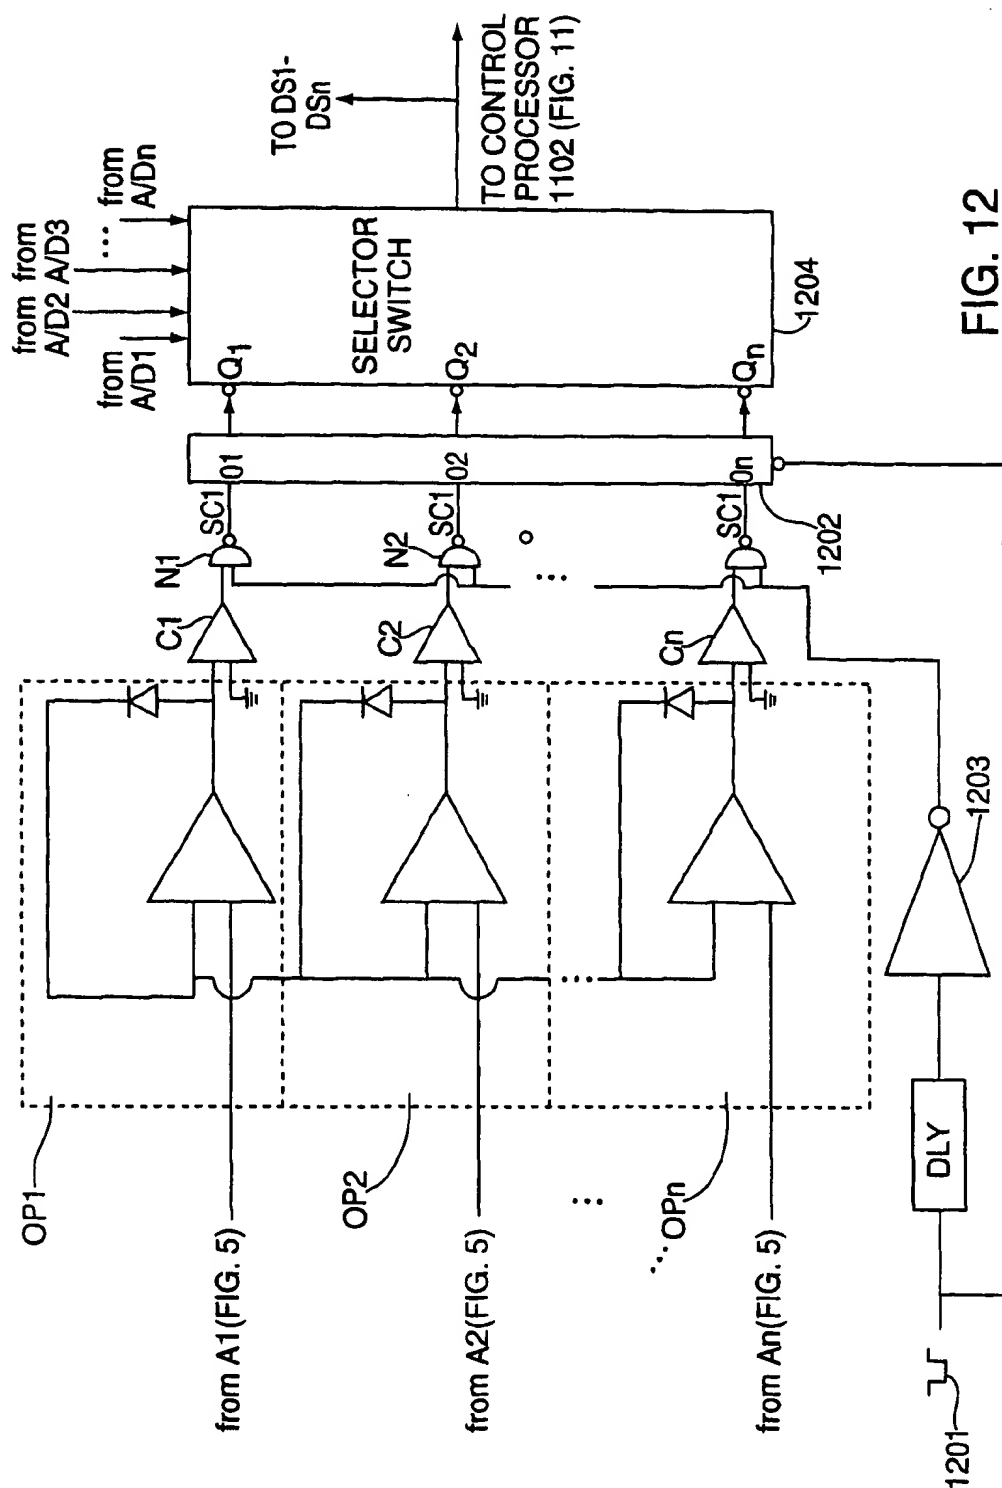 OP1
from A1(FIG. 5)
OP2
from A2(FIG. 5)
...
...OPn
from An(FIG. 5)
1201
DLY
1203
C1
N1
SC1
01
C2
N2
SC1
02
...
Cn
SC1
0n
1202
from
A/D1
from
A/D2
from
A/D3
...
from
A/Dn
Q1
Q2
Qn
SELECTOR
SWITCH
1204
TO DS1-
DSn
TO CONTROL
PROCESSOR
1102 (FIG. 11)
FIG. 12